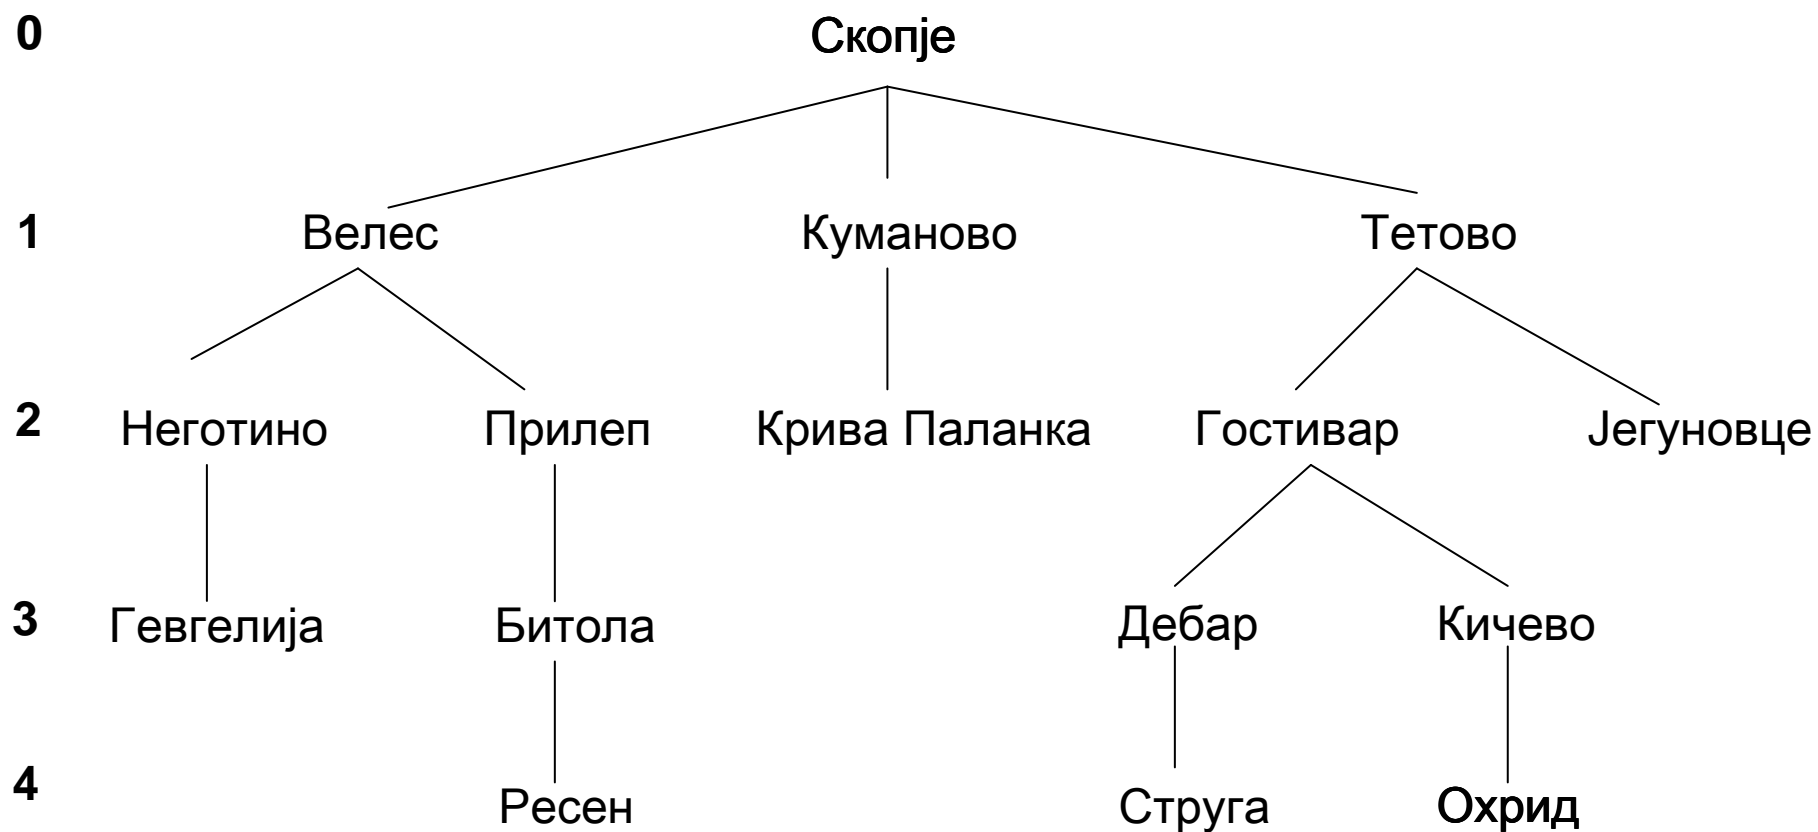 0 Скопје
1 Велес Куманово Тетово
2 Неготино Прилеп Крива Паланка Гостивар Јегуновце
3 Гевгелија Битола Дебар Кичево
4 Ресен Струга Охрид